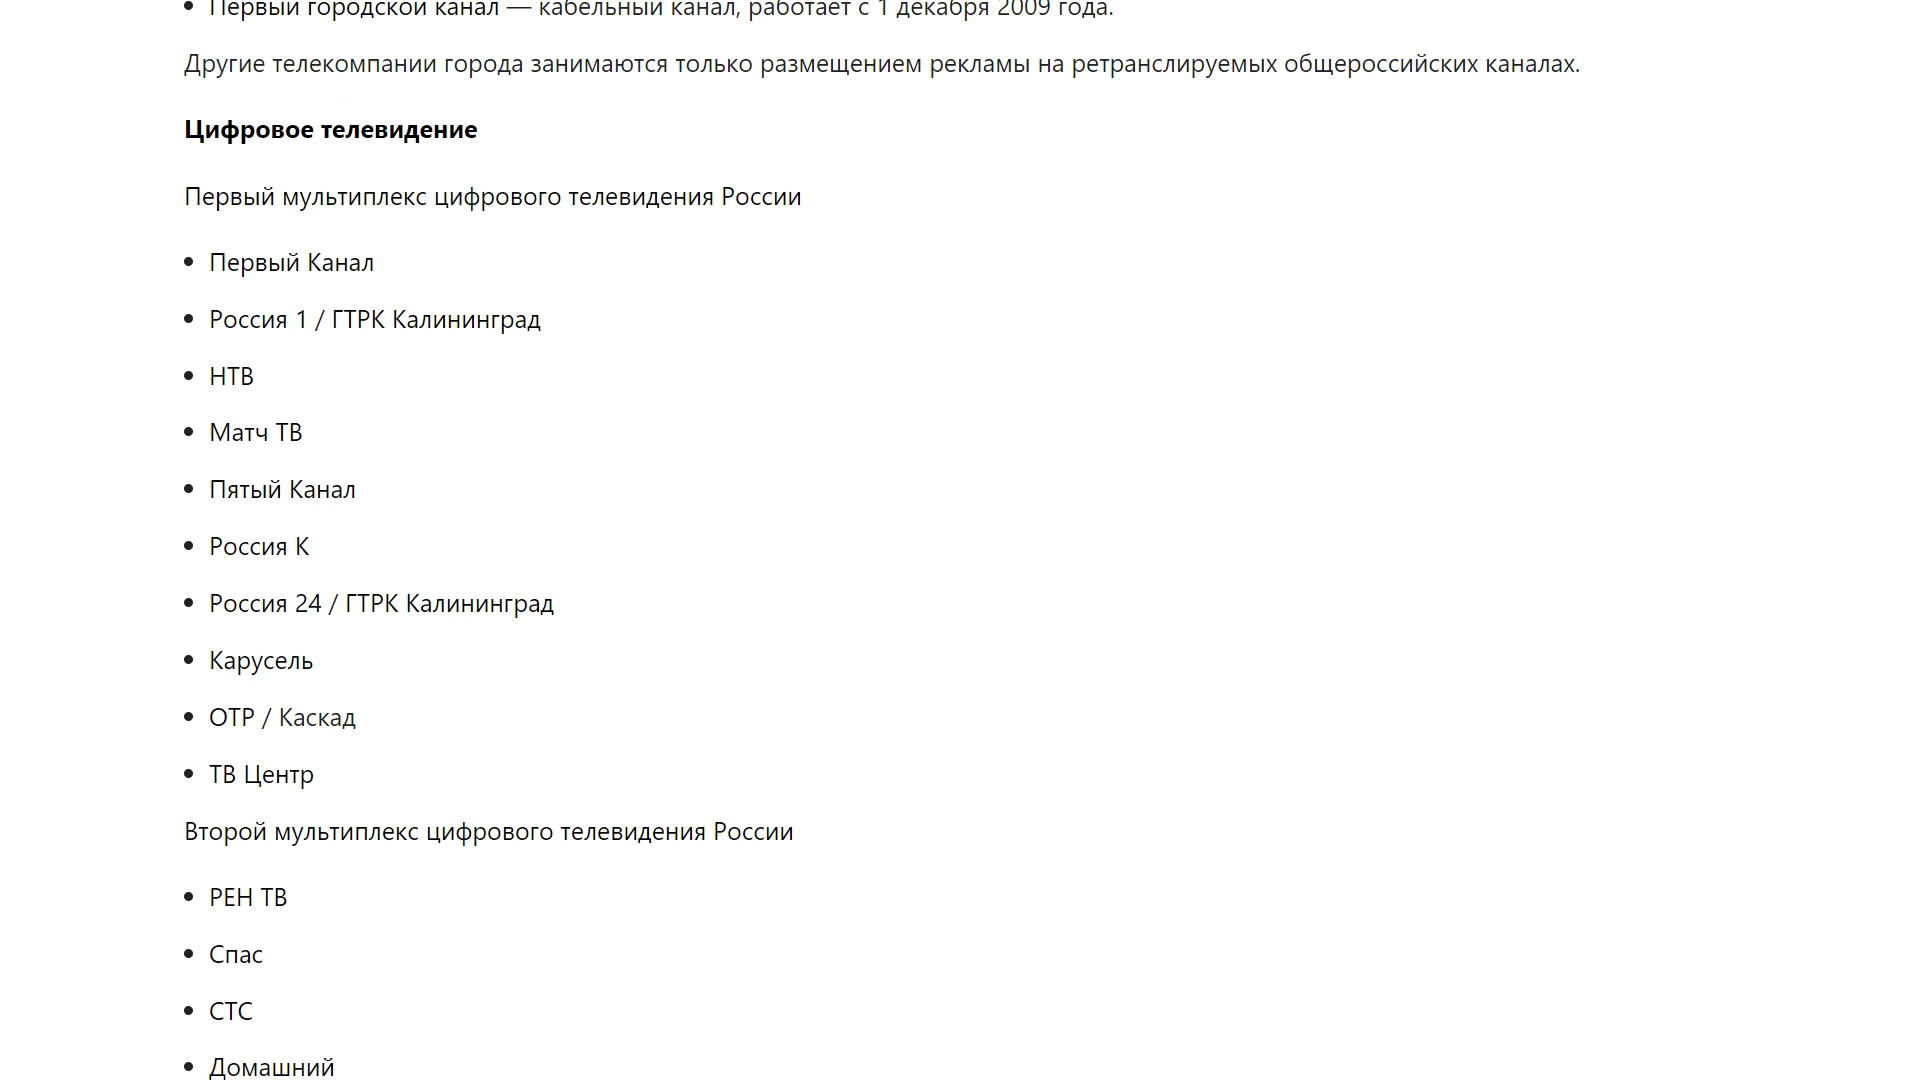 Первый городской канал — кабельный канал, работает с 1 декабря 2009 года.
Другие телекомпании города занимаются только размещением рекламы на ретранслируемых общероссийских каналах.
Цифровое телевидение
Первый мультиплекс цифрового телевидения России
Первый Канал
Россия 1 / ГТРК Калининград
НТВ
Матч ТВ
Пятый Канал
Россия К
Россия 24 / ГТРК Калининград
Карусель
ОТР / Каскад
ТВ Центр
Второй мультиплекс цифрового телевидения России
РЕН ТВ
Спас
СТС
Домашний